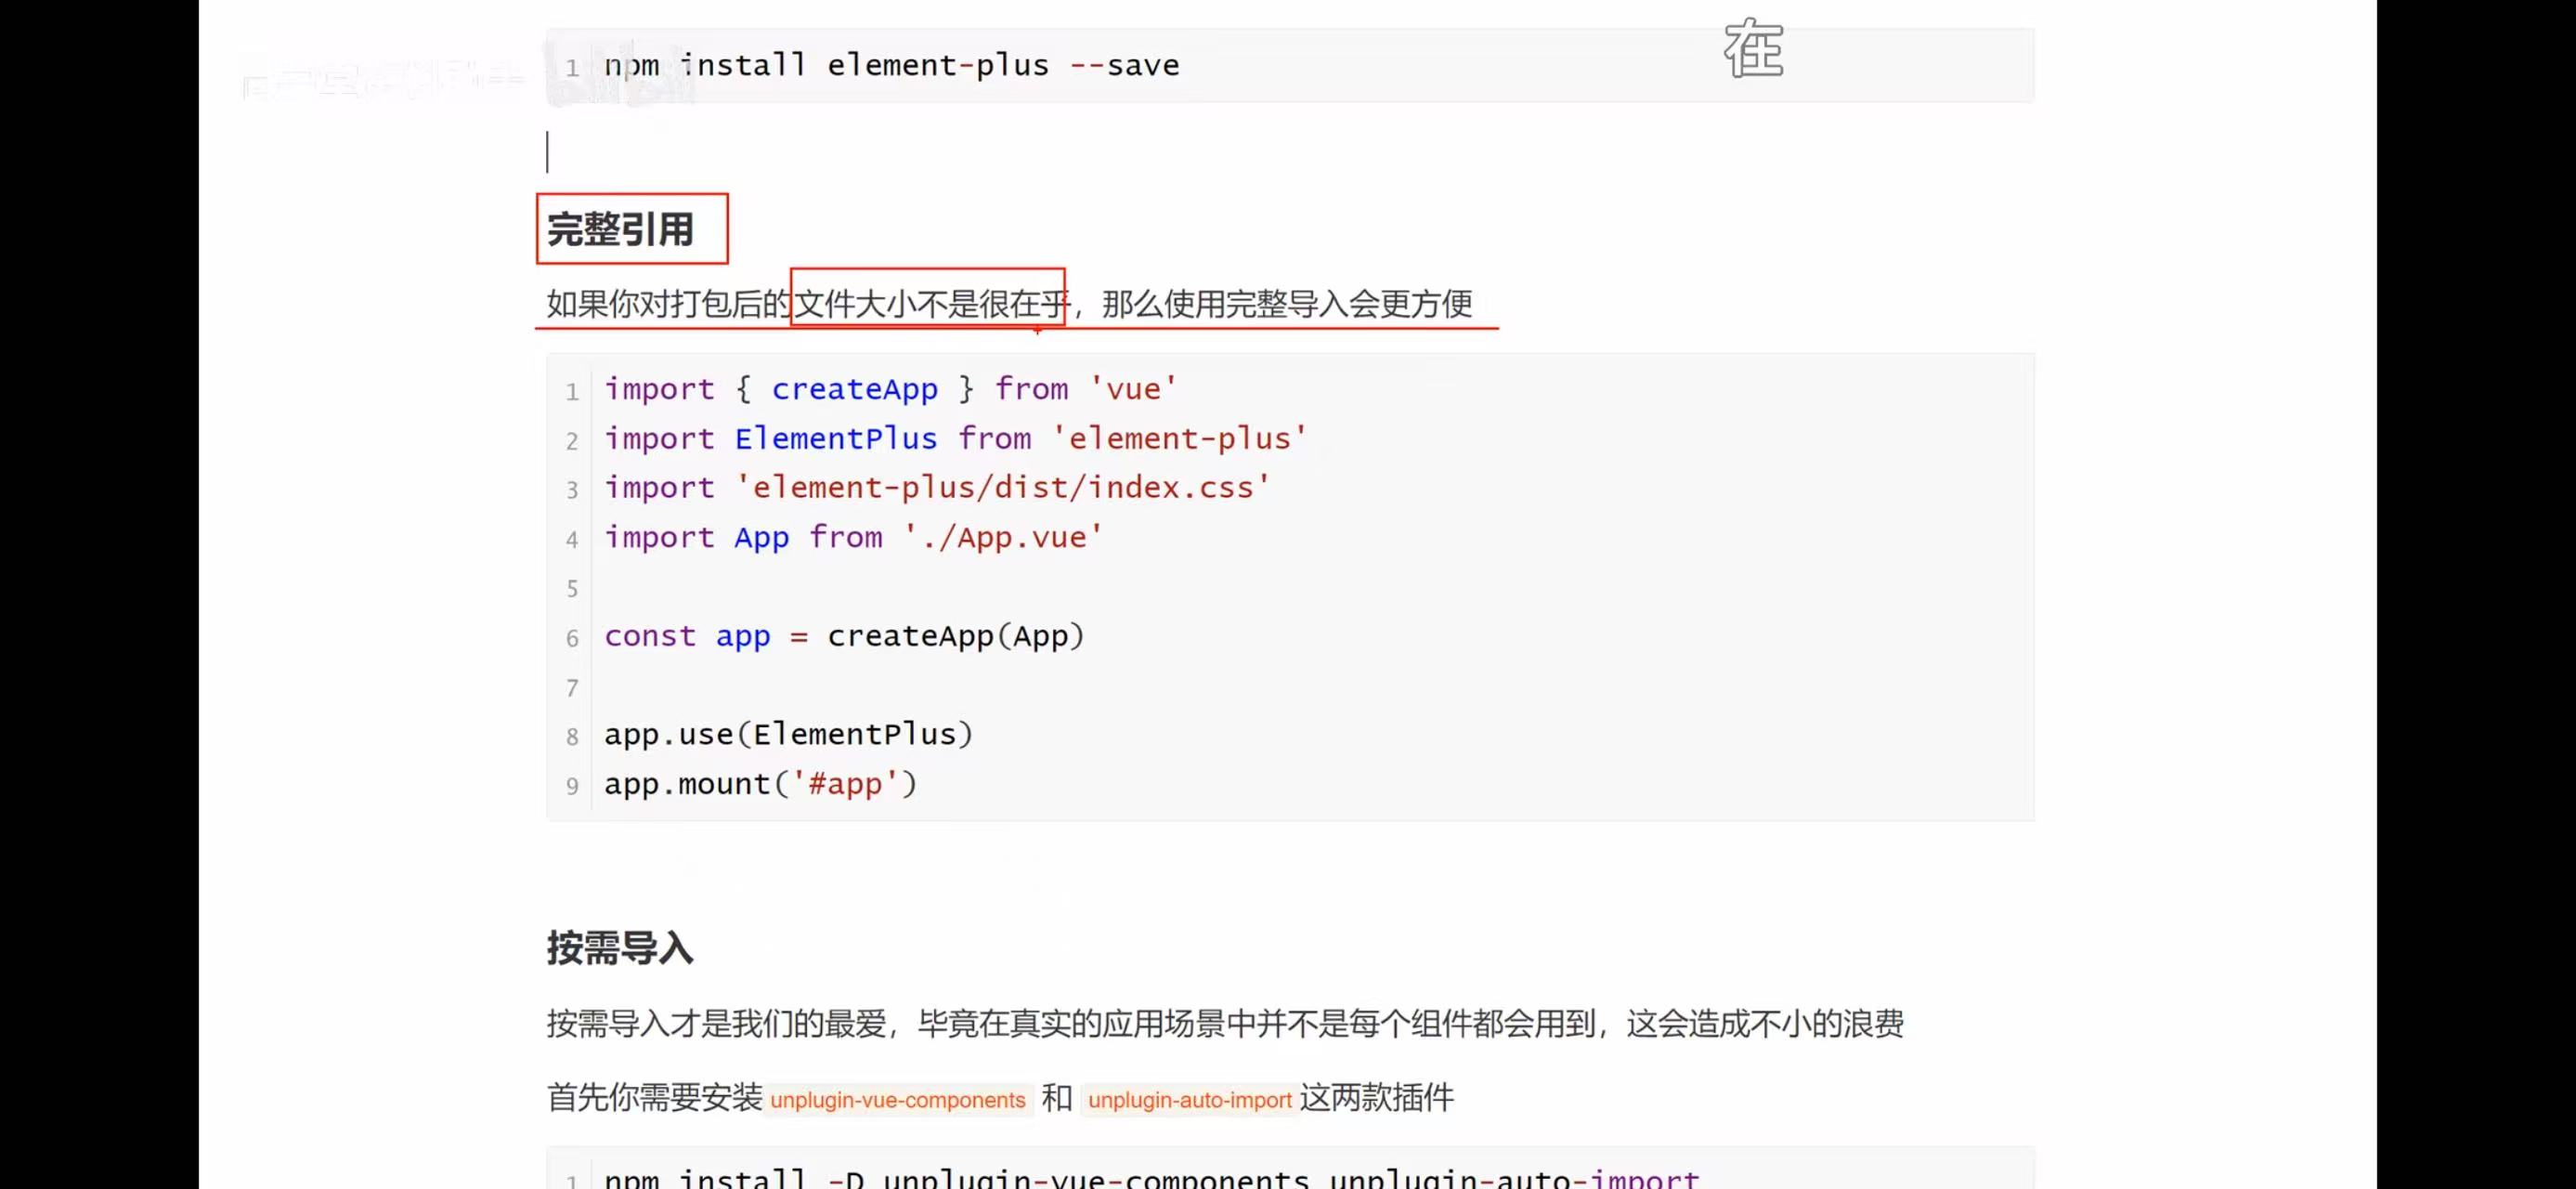 在
1 npm install element-plus --save
完整引用
如果你对打包后的文件大小不是很在乎，那么使用完整导入会更方便
1 import { createApp } from 'vue'
2 import ElementPlus from 'element-plus'
3 import 'element-plus/dist/index.css'
4 import App from './App.vue'
5
6 const app = createApp(App)
7
8 app.use(ElementPlus)
9 app.mount('#app')
按需导入
按需导入才是我们的最爱，毕竟在真实的应用场景中并不是每个组件都会用到，这会造成不小的浪费
首先你需要安装 unplugin-vue-components 和 unplugin-auto-import 这两款插件
1 npm install -D unplugin-vue-components unplugin-auto-import